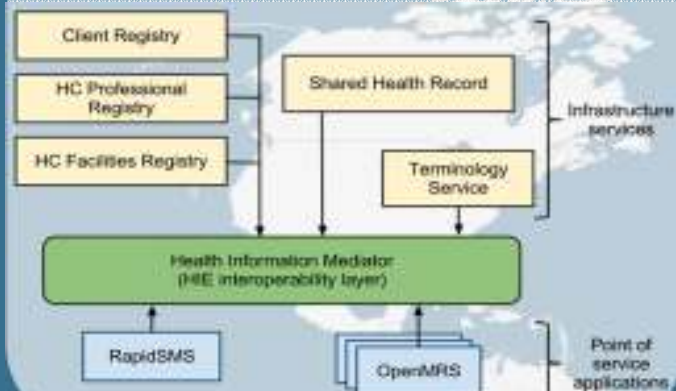 Client Registry
HC Professional
Registry
HC Facilities Registry
Shared Health Record
Terminology
Service
Infrastructure
services
Health Information Mediator
(HIE interoperability layer)
RapidSMS
OpenMRS
Point of
service
applications